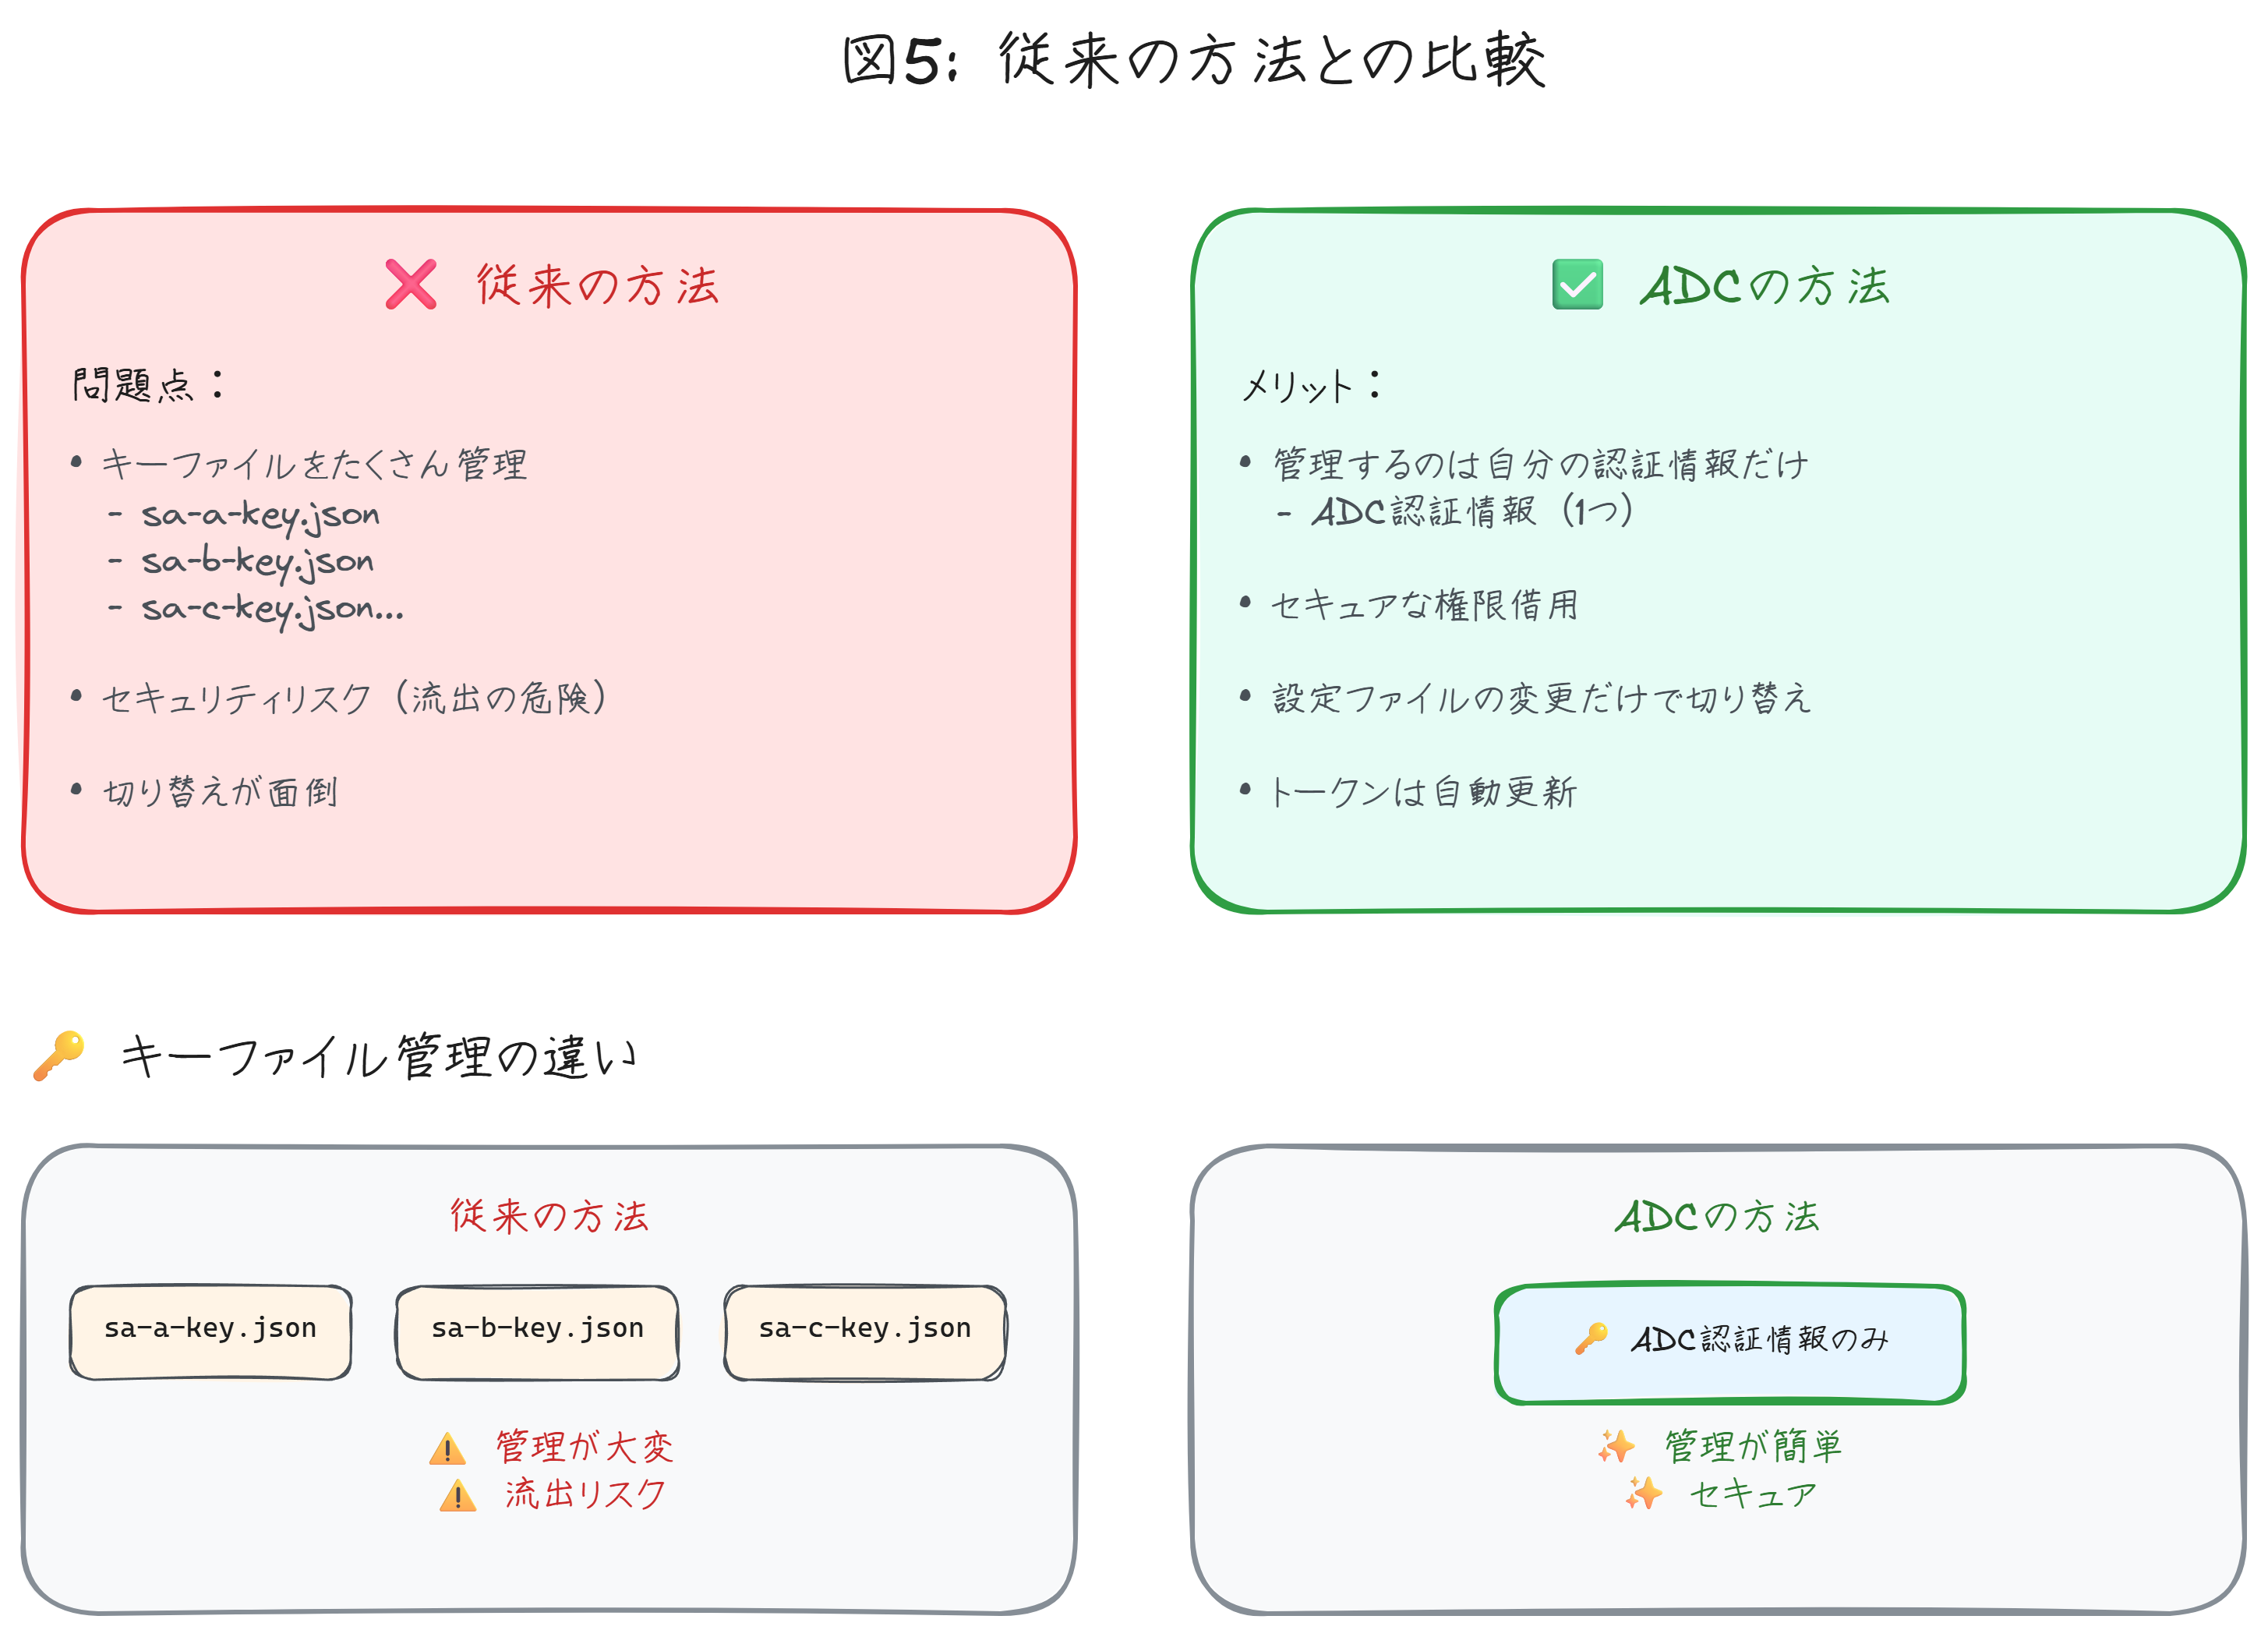 図5: 従来の方法との比較
❌ 従来の方法
問題点：
• キーファイルをたくさん管理
- sa-a-key.json
- sa-b-key.json
- sa-c-key.json...
• セキュリティリスク（流出の危険）
• 切り替えが面倒
✅ ADCの方法
メリット：
• 管理するのは自分の認証情報だけ
- ADC認証情報（1つ）
• セキュアな権限借用
• 設定ファイルの変更だけで切り替え
• トークンは自動更新
🔑 キーファイル管理の違い
従来の方法
sa-a-key.json
sa-b-key.json
sa-c-key.json
⚠️ 管理が大変
⚠️ 流出リスク
ADCの方法
🔑 ADC認証情報のみ
✨ 管理が簡単
✨ セキュア